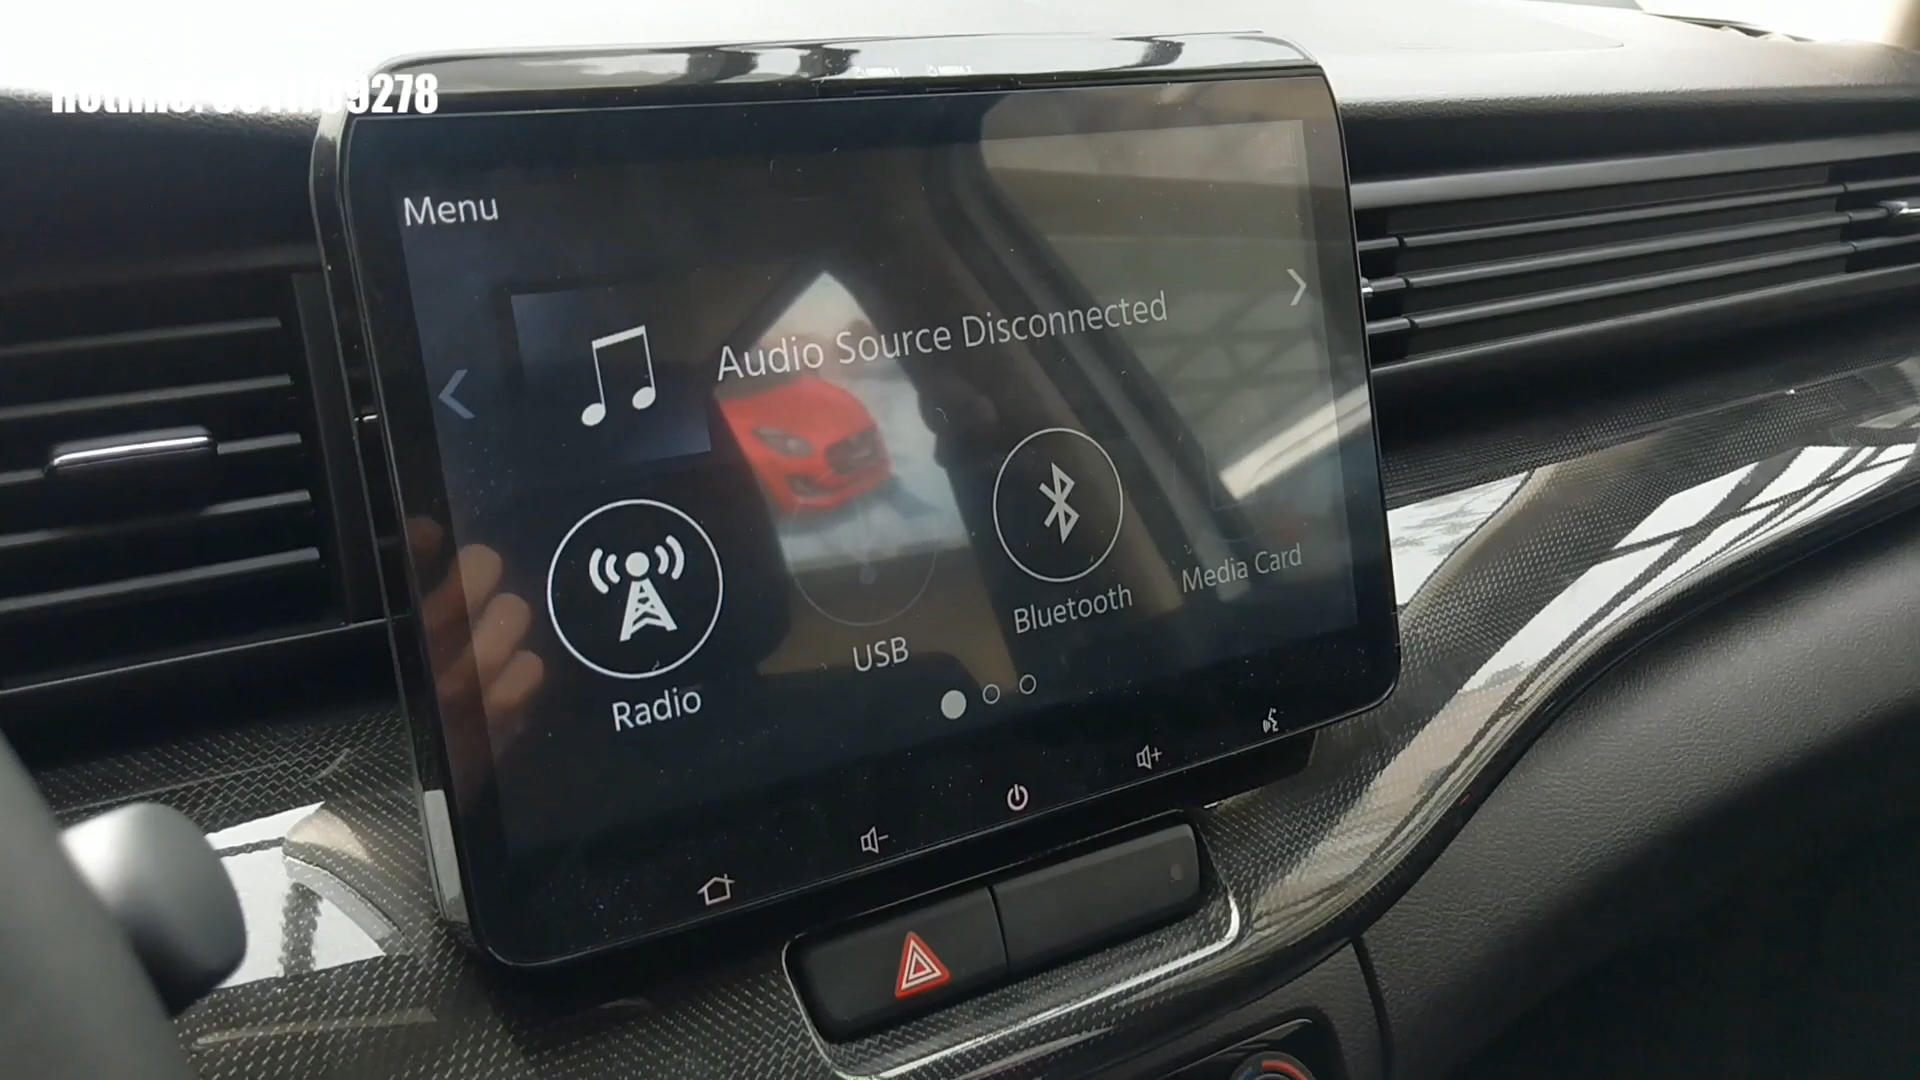 Menu
Audio Source Disconnected
Radio
USB
Bluetooth
Media Card